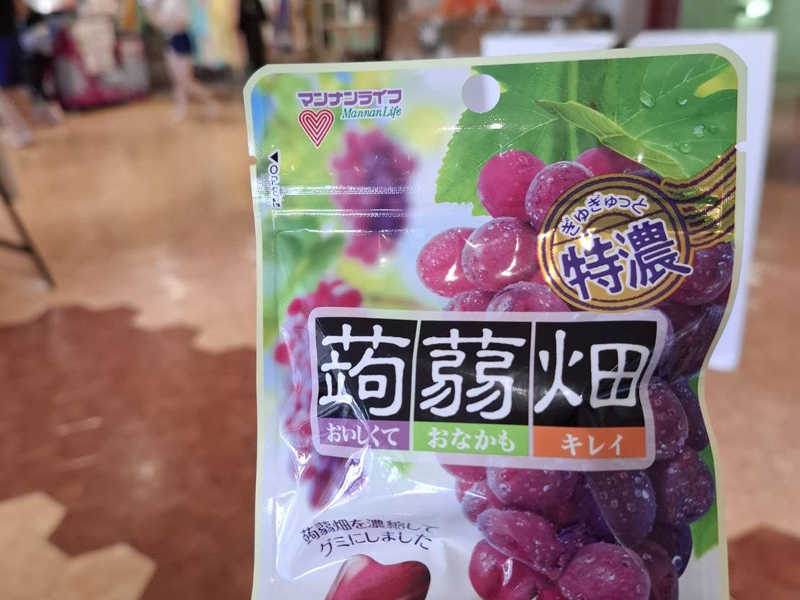 マンナンライフ
MannanLife
OPEN
ぎゅぎゅっと
特濃
蒟蒻畑
おいしくて おなかも キレイ
蒟蒻畑を濃縮して
グミにしました